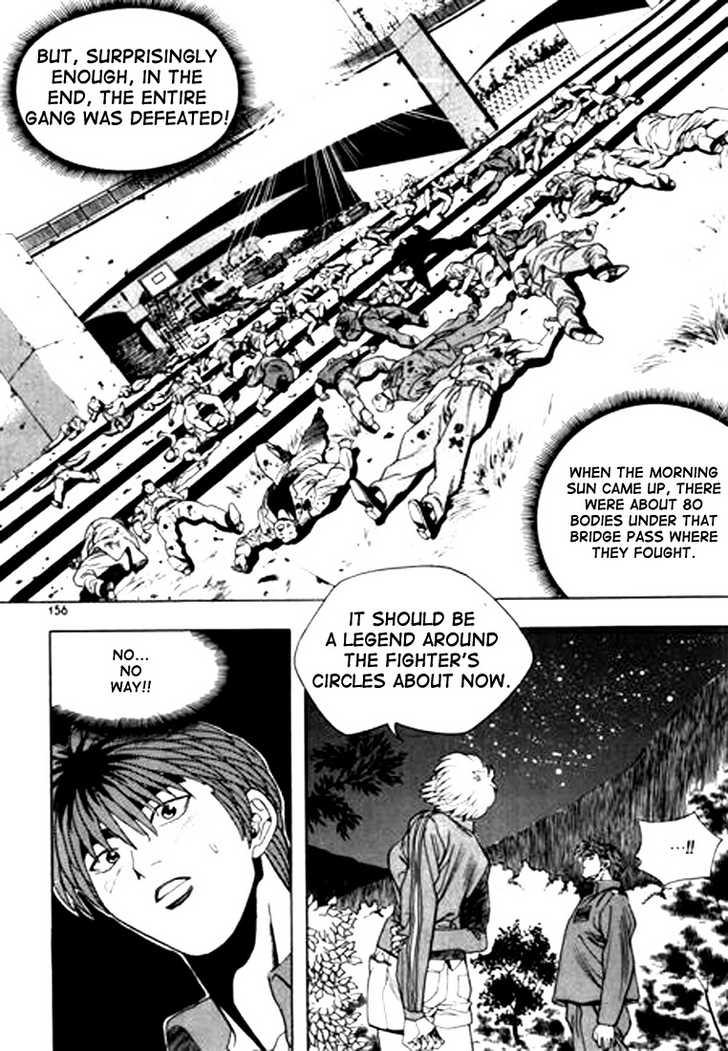 BUT, SURPRISINGLY
ENOUGH, IN THE
END, THE ENTIRE
GANG WAS DEFEATED!
WHEN THE MORNING
SUN CAME UP, THERE
WERE ABOUT 80
BODIES UNDER THAT
BRIDGE PASS WHERE
THEY FOUGHT.
156
NO...
NO
WAY!!
IT SHOULD BE
A LEGEND AROUND
THE FIGHTER'S
CIRCLES ABOUT NOW.
...!!